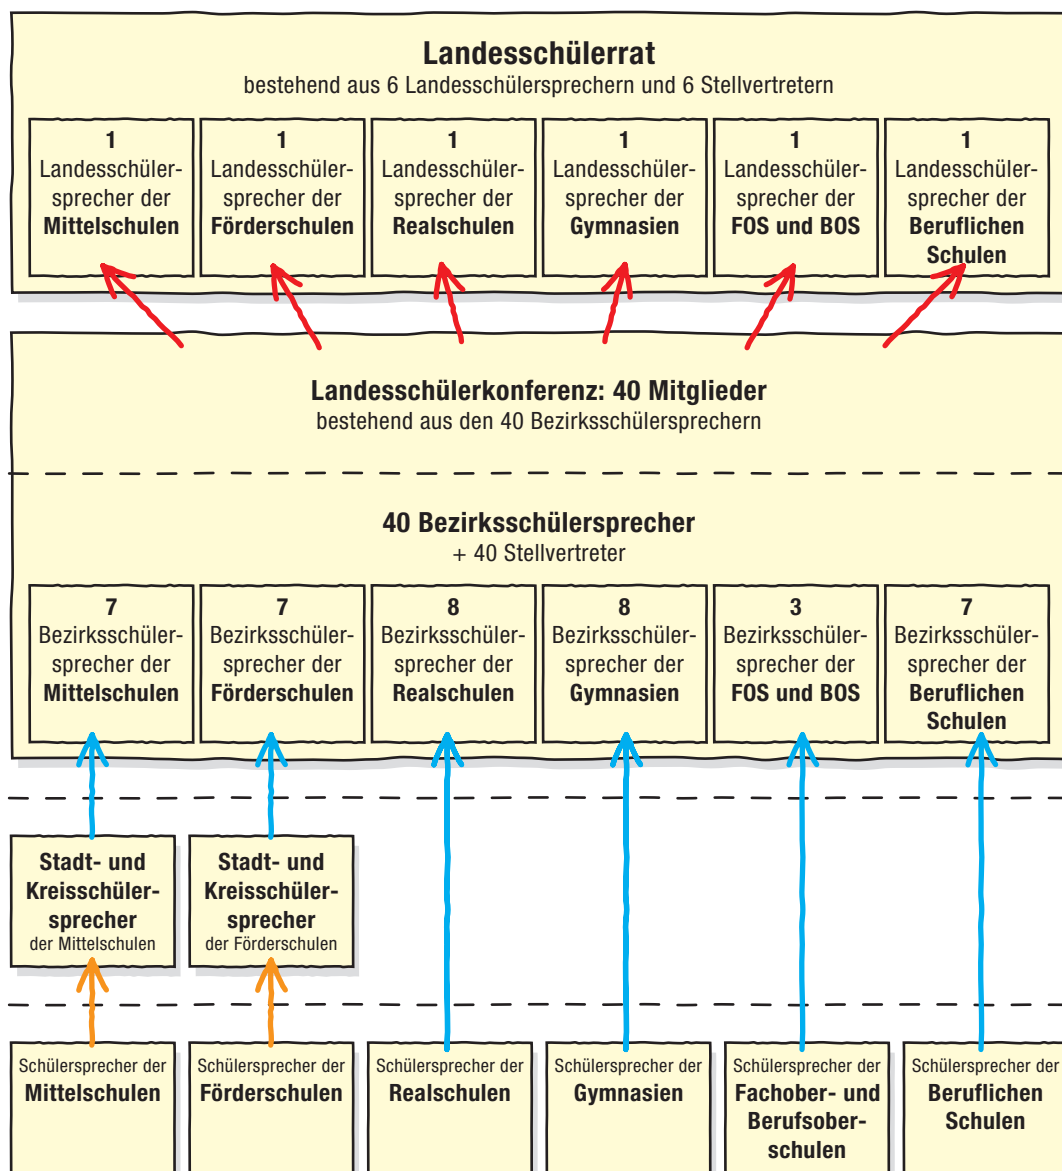 Landesschülerrat
bestehend aus 6 Landesschülersprechern und 6 Stellvertretern
1
Landesschüler-
sprecher der
Mittelschulen
1
Landesschüler-
sprecher der
Förderschulen
1
Landesschüler-
sprecher der
Realschulen
1
Landesschüler-
sprecher der
Gymnasien
1
Landesschüler-
sprecher der
FOS und BOS
1
Landesschüler-
sprecher der
Beruflichen
Schulen
Landesschülerkonferenz: 40 Mitglieder
bestehend aus den 40 Bezirksschülersprechern
40 Bezirksschülersprecher
+ 40 Stellvertreter
7
Bezirksschüler-
sprecher der
Mittelschulen
7
Bezirksschüler-
sprecher der
Förderschulen
8
Bezirksschüler-
sprecher der
Realschulen
8
Bezirksschüler-
sprecher der
Gymnasien
3
Bezirksschüler-
sprecher der
FOS und BOS
7
Bezirksschüler-
sprecher der
Beruflichen
Schulen
Stadt- und
Kreisschüler-
sprecher
der Mittelschulen
Stadt- und
Kreisschüler-
sprecher
der Förderschulen
Schülersprecher der
Mittelschulen
Schülersprecher der
Förderschulen
Schülersprecher der
Realschulen
Schülersprecher der
Gymnasien
Schülersprecher der
Fachober- und
Berufsober-
schulen
Schülersprecher der
Beruflichen
Schulen